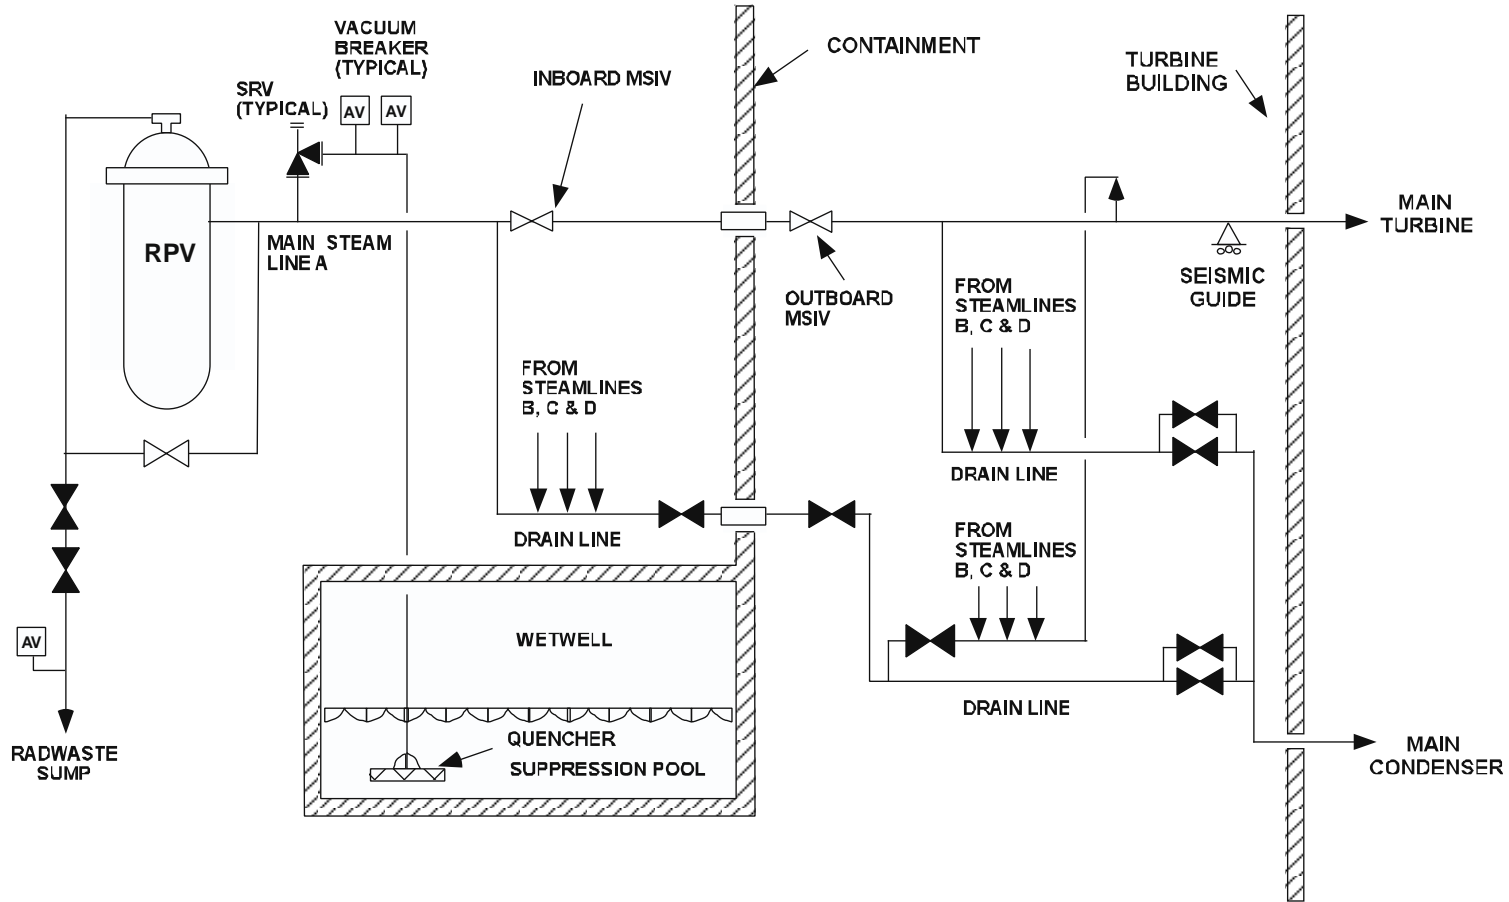 VACUUM
BREAKER
(TYPICAL)
SRV
(TYPICAL)
AV
AV
INBOARD MSIV
CONTAINMENT
TURBINE
BUILDING
RPV
MAIN STEAM
LINE A
MAIN
TURBINE
OUTBOARD
MSIV
FROM
STEAMLINES
B, C & D
SEISMIC
GUIDE
FROM
STEAMLINES
B, C & D
DRAIN LINE
DRAIN LINE
FROM
STEAMLINES
B, C & D
AV
WETWELL
DRAIN LINE
QUENCHER
SUPPRESSION POOL
RADWASTE
SUMP
MAIN
CONDENSER